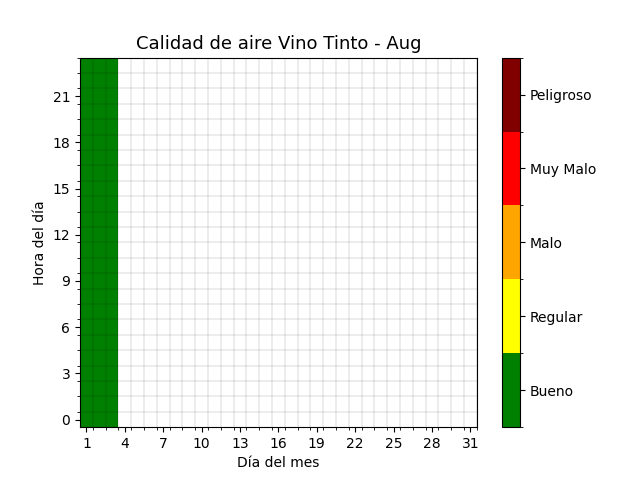 Calidad de aire Vino Tinto - Aug
Hora del día
21
18
15
12
9
6
3
0
1 4 7 10 13 16 19 22 25 28 31
Día del mes
Peligroso
Muy Malo
Malo
Regular
Bueno